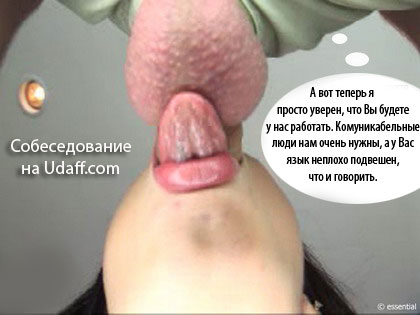 Собеседование
на Udaff.com
А вот теперь я
просто уверен, что Вы будете
у нас работать. Комуникабельные
люди нам очень нужны, а у Вас
язык неплохо подвешен,
что и говорить.
© essential